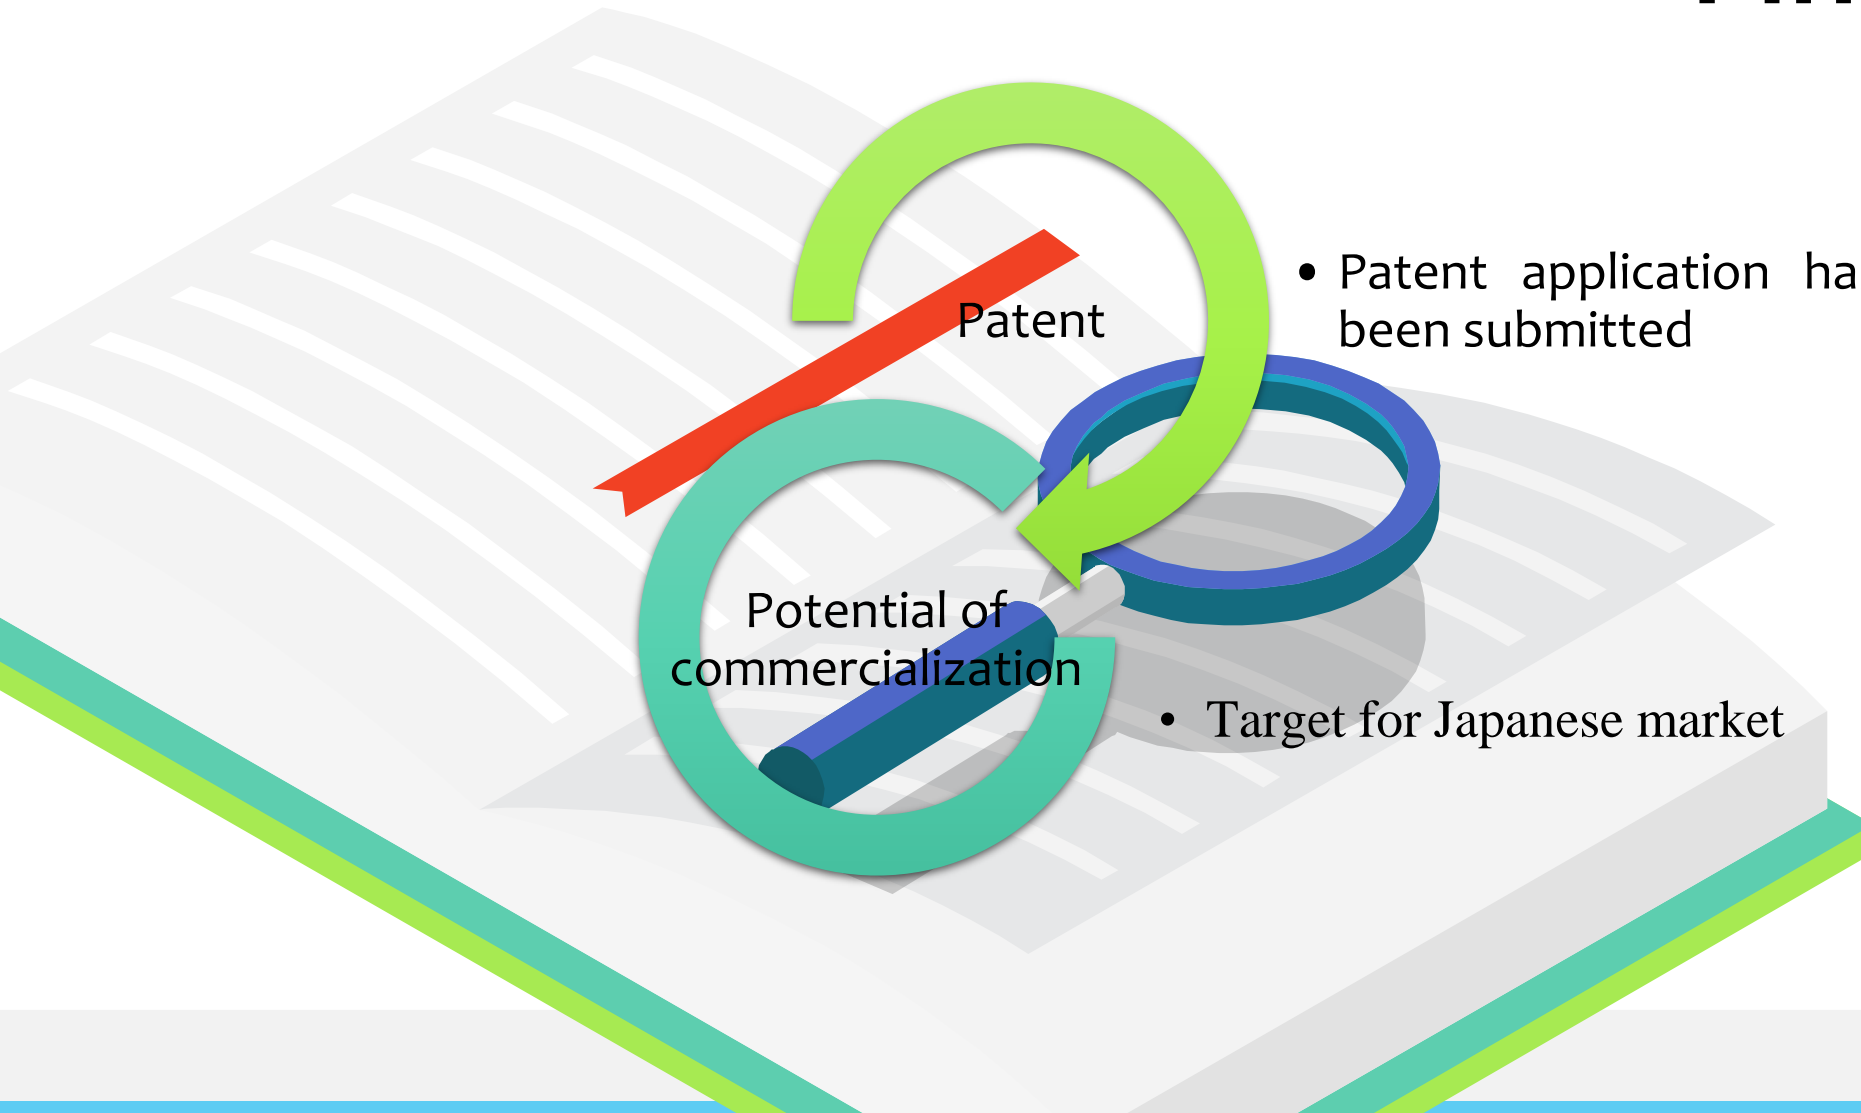 Patent
• Patent application ha
been submitted
Potential of
commercialization
• Target for Japanese market